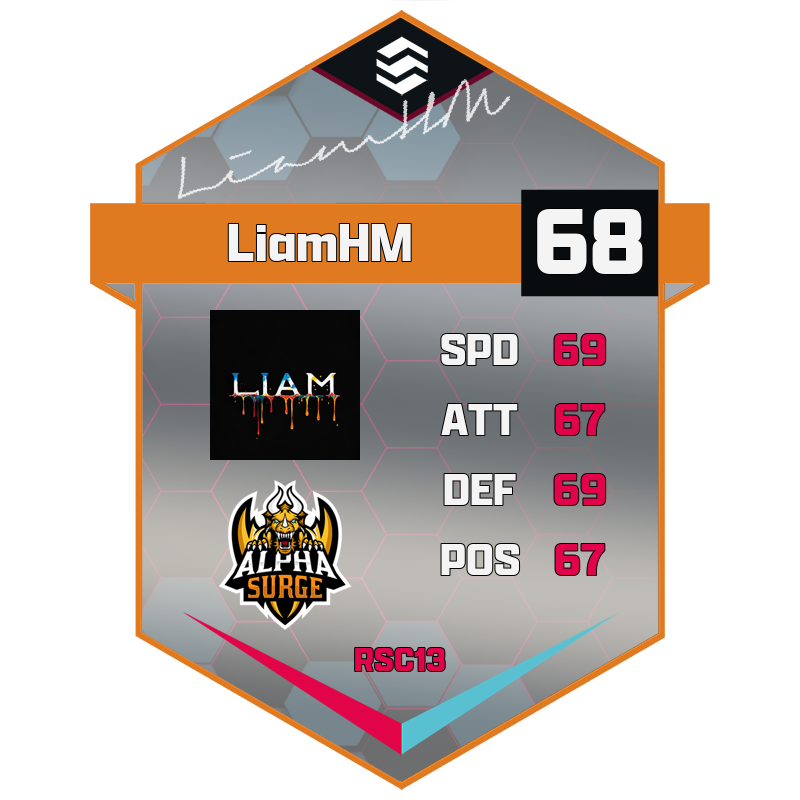 LiamHM
LiamHM
68
LIAM
SPD 69
ATT 67
DEF 69
POS 67
ALPHA
SURGE
RSC13